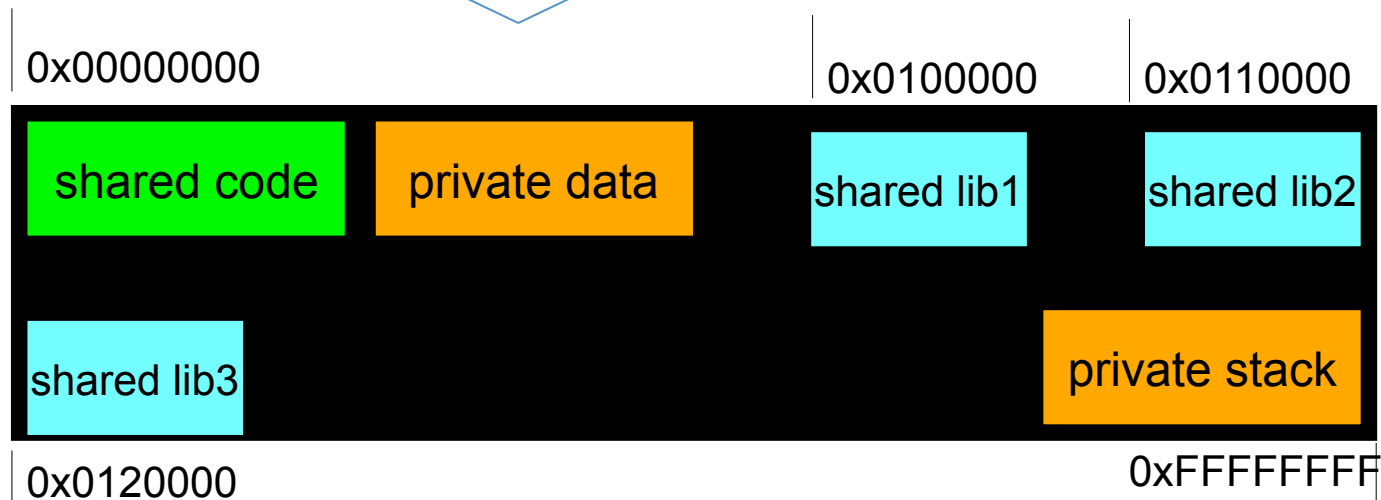 0x00000000
0x0100000
0x0110000
shared code
private data
shared lib1
shared lib2
shared lib3
private stack
0x0120000
0xFFFFFFFF